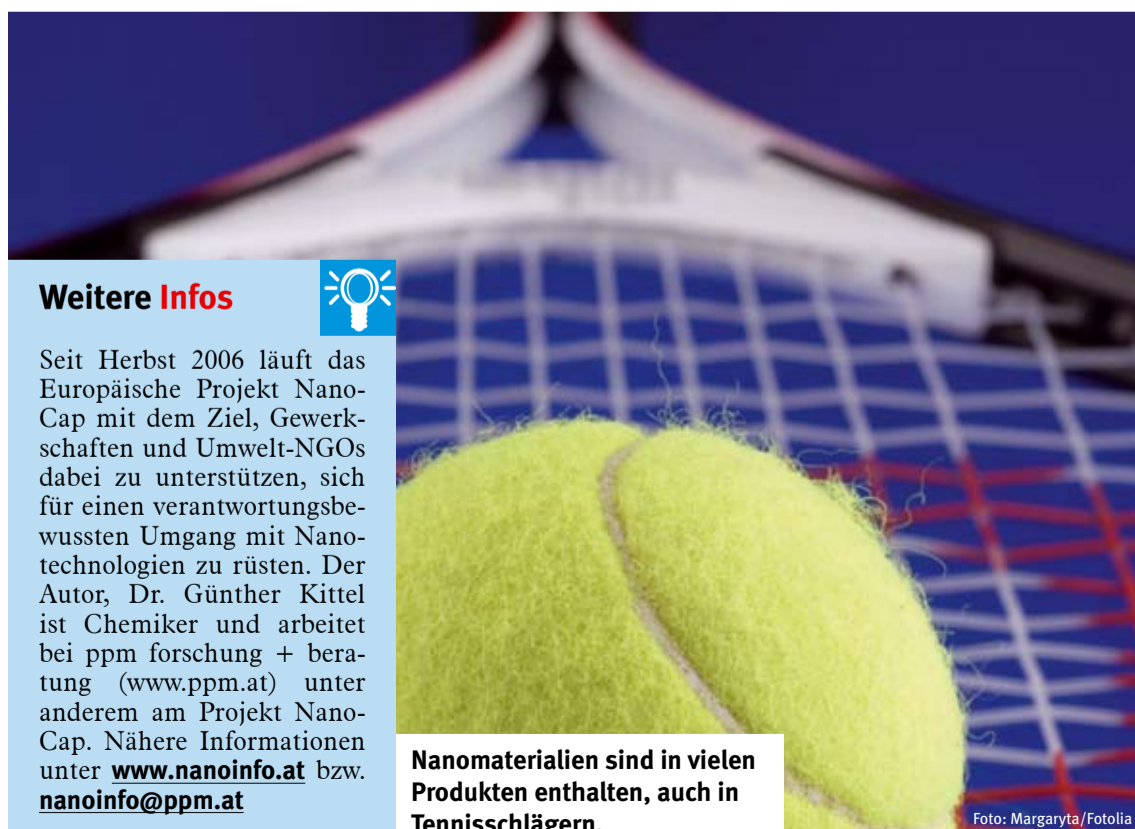 Weitere Infos
Seit Herbst 2006 läuft das
Europäische Projekt Nano-
Cap mit dem Ziel, Gewerk-
schaften und Umwelt-NGOs
dabei zu unterstützen, sich
für einen verantwortungsbe-
wussten Umgang mit Nano-
technologien zu rüsten. Der
Autor, Dr. Günther Kittel
ist Chemiker und arbeitet
bei ppm forschung + bera-
tung (www.ppm.at) unter
anderem am Projekt Nano-
Cap. Nähere Informationen
unter www.nanoinfo.at bzw.
nanoinfo@ppm.at
Nanomaterialien sind in vielen
Produkten enthalten, auch in
Tennisschlägern.
Foto: Margaryta/Fotolia